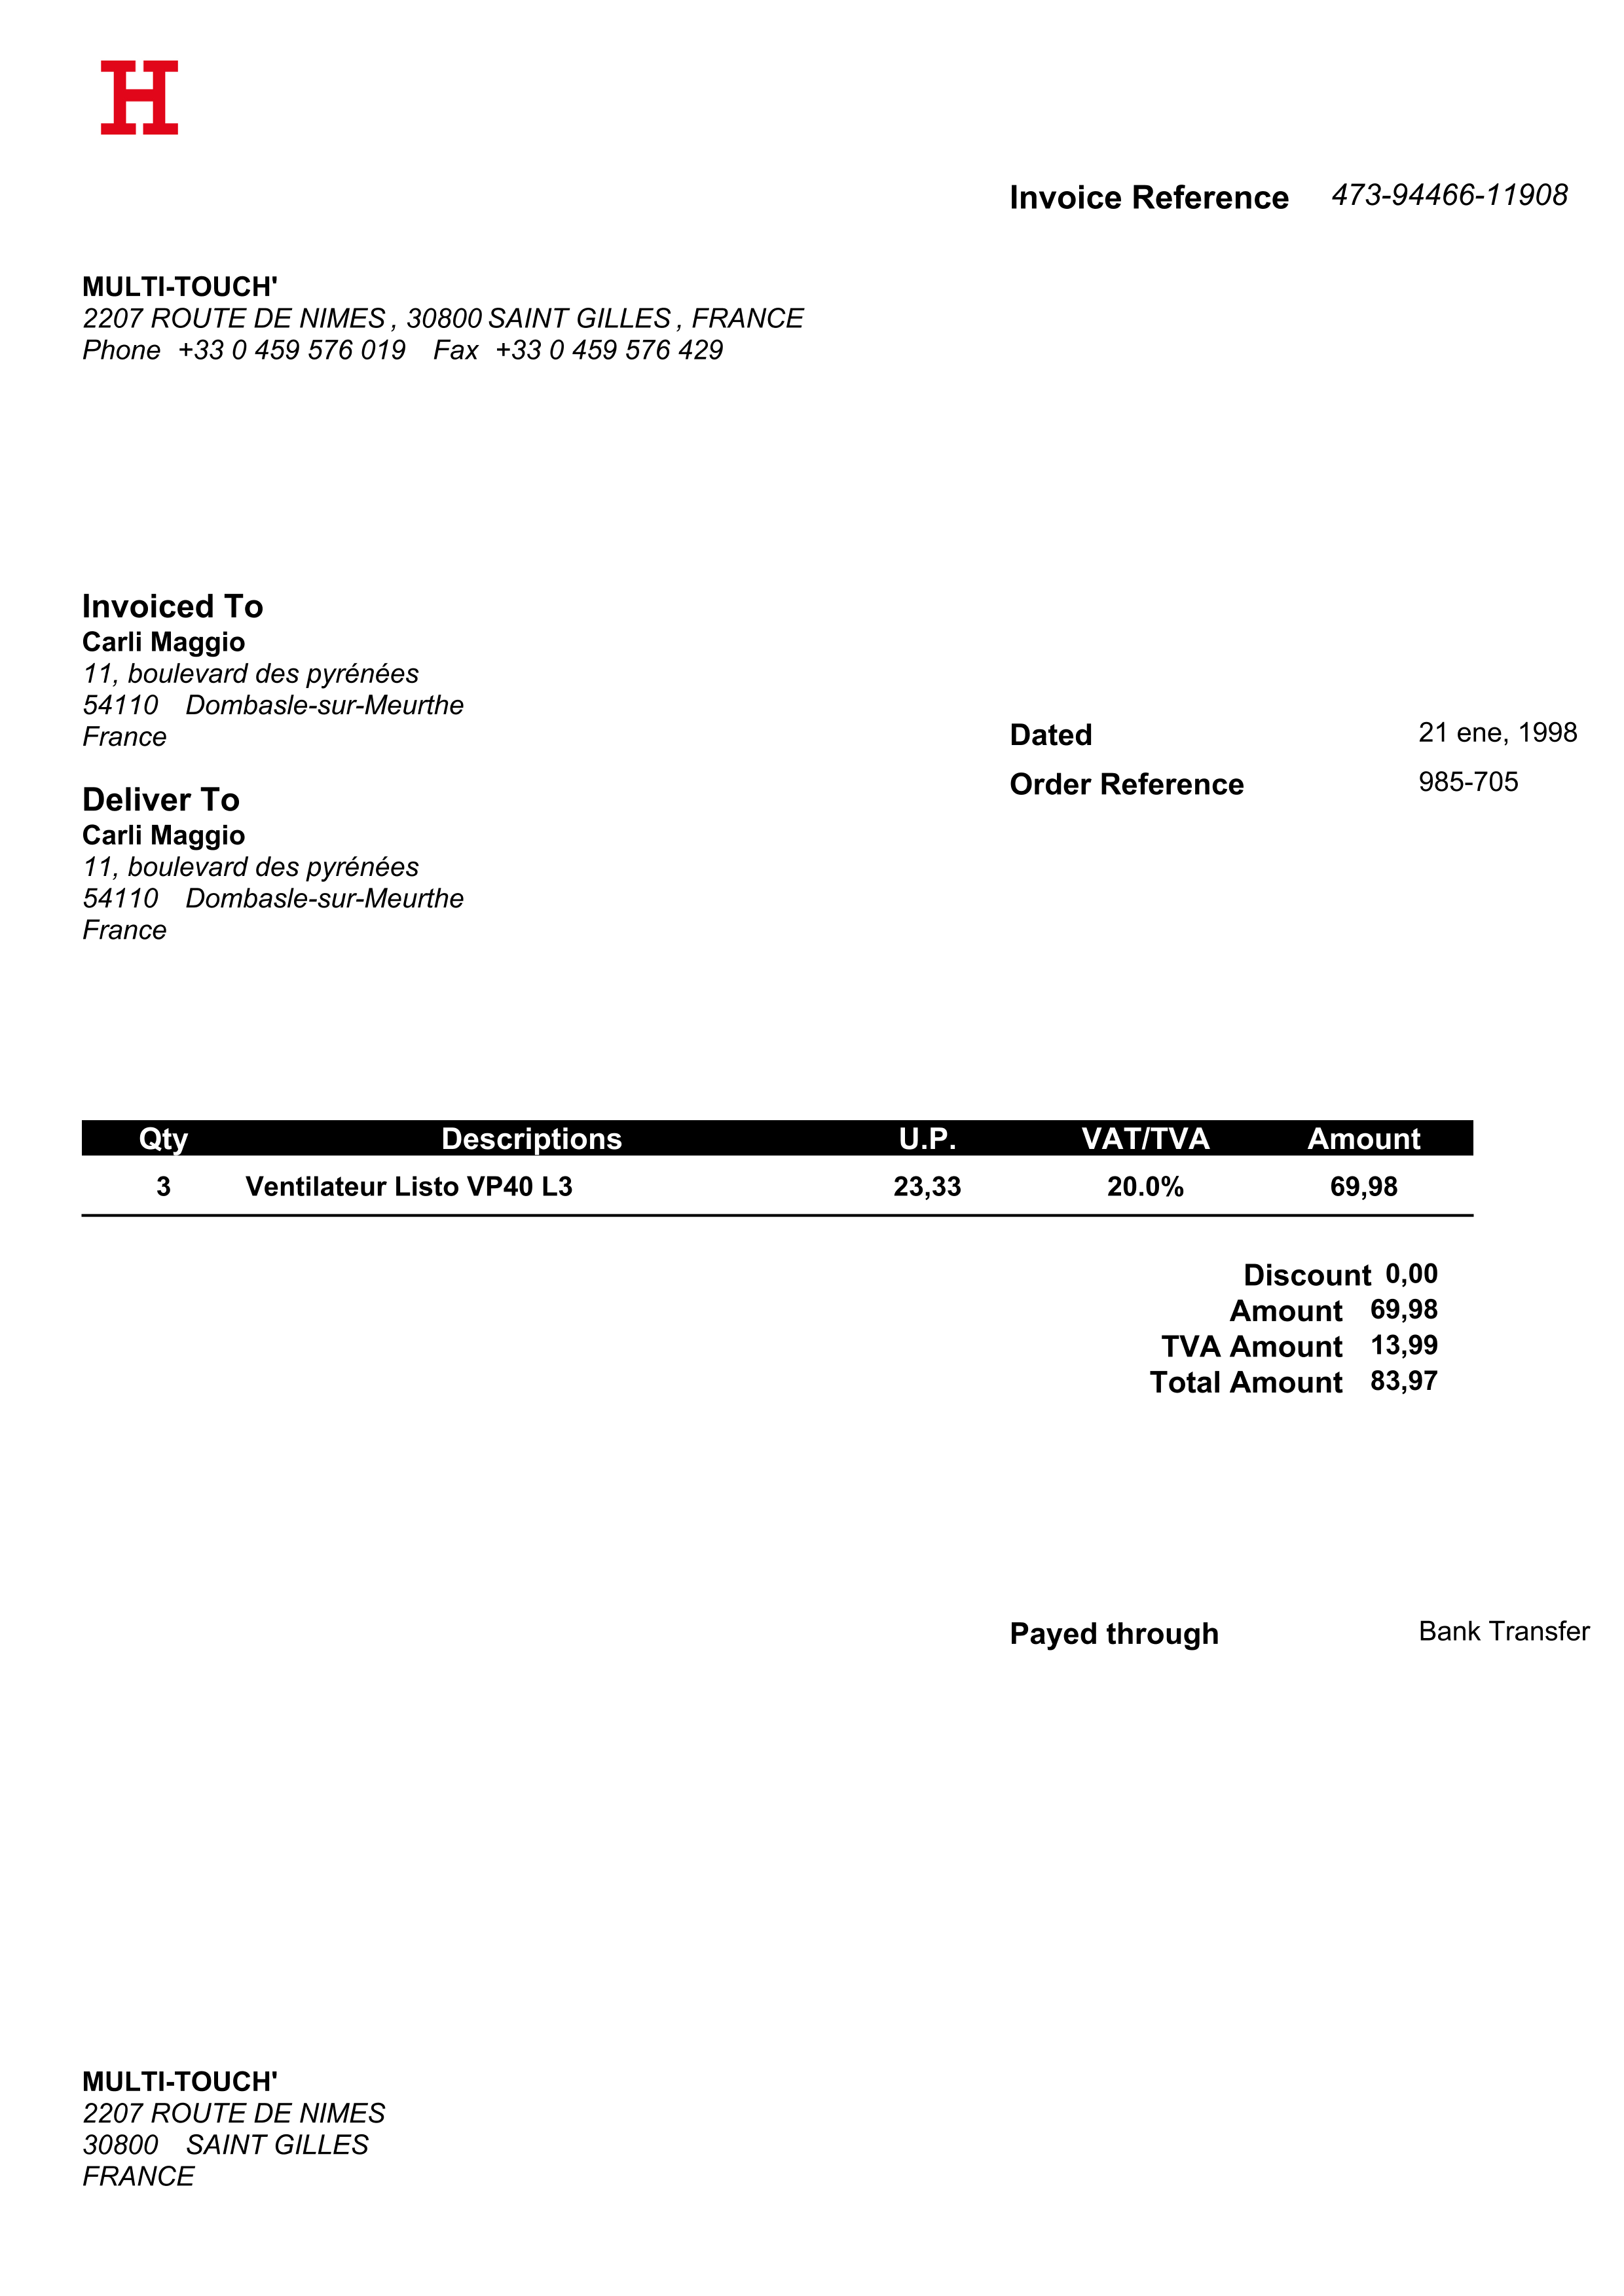 H
Invoice Reference 473-94466-11908
MULTI-TOUCH'
2207 ROUTE DE NIMES , 30800 SAINT GILLES , FRANCE
Phone +33 0 459 576 019 Fax +33 0 459 576 429
Invoiced To
Carli Maggio
11, boulevard des pyrénées
54110 Dombasle-sur-Meurthe
France
Dated 21 ene, 1998
Order Reference 985-705
Deliver To
Carli Maggio
11, boulevard des pyrénées
54110 Dombasle-sur-Meurthe
France
Qty Descriptions U.P. VAT/TVA Amount
3 Ventilateur Listo VP40 L3 23,33 20.0% 69,98
Discount 0,00
Amount 69,98
TVA Amount 13,99
Total Amount 83,97
Payed through Bank Transfer
MULTI-TOUCH'
2207 ROUTE DE NIMES
30800 SAINT GILLES
FRANCE